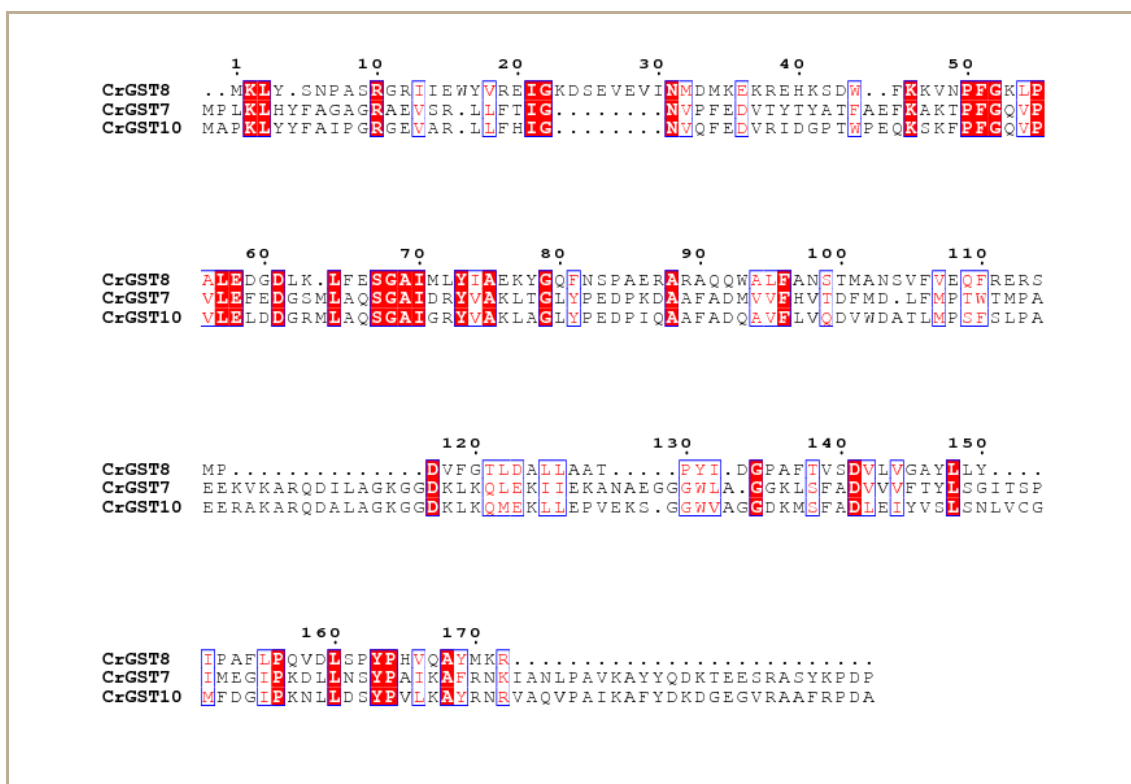 1 10 20 30 40 50
CrGST8 ..MKLY.SNPASRGRIIEWYVREIGKDSEVEVINMDMKEKREHKSDW..FKKVNPFGKLP
CrGST7 MPLKLHYFAGAGRAEVSR.LLFTIG........NVPFEDVTYTYATFAEFKAKTPFGQVP
CrGST10 MAPKLYYFAIPGRGEVAR.LLFHIG........NVQFEDVRIDGPTWPEQKSKFPFGQVP
60 70 80 90 100 110
CrGST8 ALEDGDLK.LFESGAIMLYIAEKYGQFNSPAERARAQQWALFANSTMANSVFVEQFRERS
CrGST7 VLEFEDGSMLAQSGAIDRYVAKLTGLYPEDPKDAAFADMVVFHVTDFMD.LFMPTWTMPA
CrGST10 VLELDDGRMLAQSGAIGRYVAKLAGLYPEDPIQAAFADQAVFLVQDVWDATLMPSFSLPA
120 130 140 150
CrGST8 MP..............DVFGTLDALLAAT.....PYI.DGPAFTVSDVLVGAYLLY....
CrGST7 EEKVKARQDILAGKGGDKLKQLEKIIEKANAEGGGWLA.GGKLSFADVVVFTYLSGITSP
CrGST10 EERAKARQDALAGKGGDKLKQMEKLLEPVEKS.GGWVAGGDKMSFADLEIYVSLSNLVCG
160 170
CrGST8 IPAFLPQVDLSPYPHVQAYMKR..........................
CrGST7 IMEGIPKDLLNSYPAIKAFRNKIANLPAVKAYYQDKTEESRASYKPDP
CrGST10 MFDGIPKNLLDSYPVLKAYRNRVAQVPAIKAFYDKDGEGVRAAFRPDA